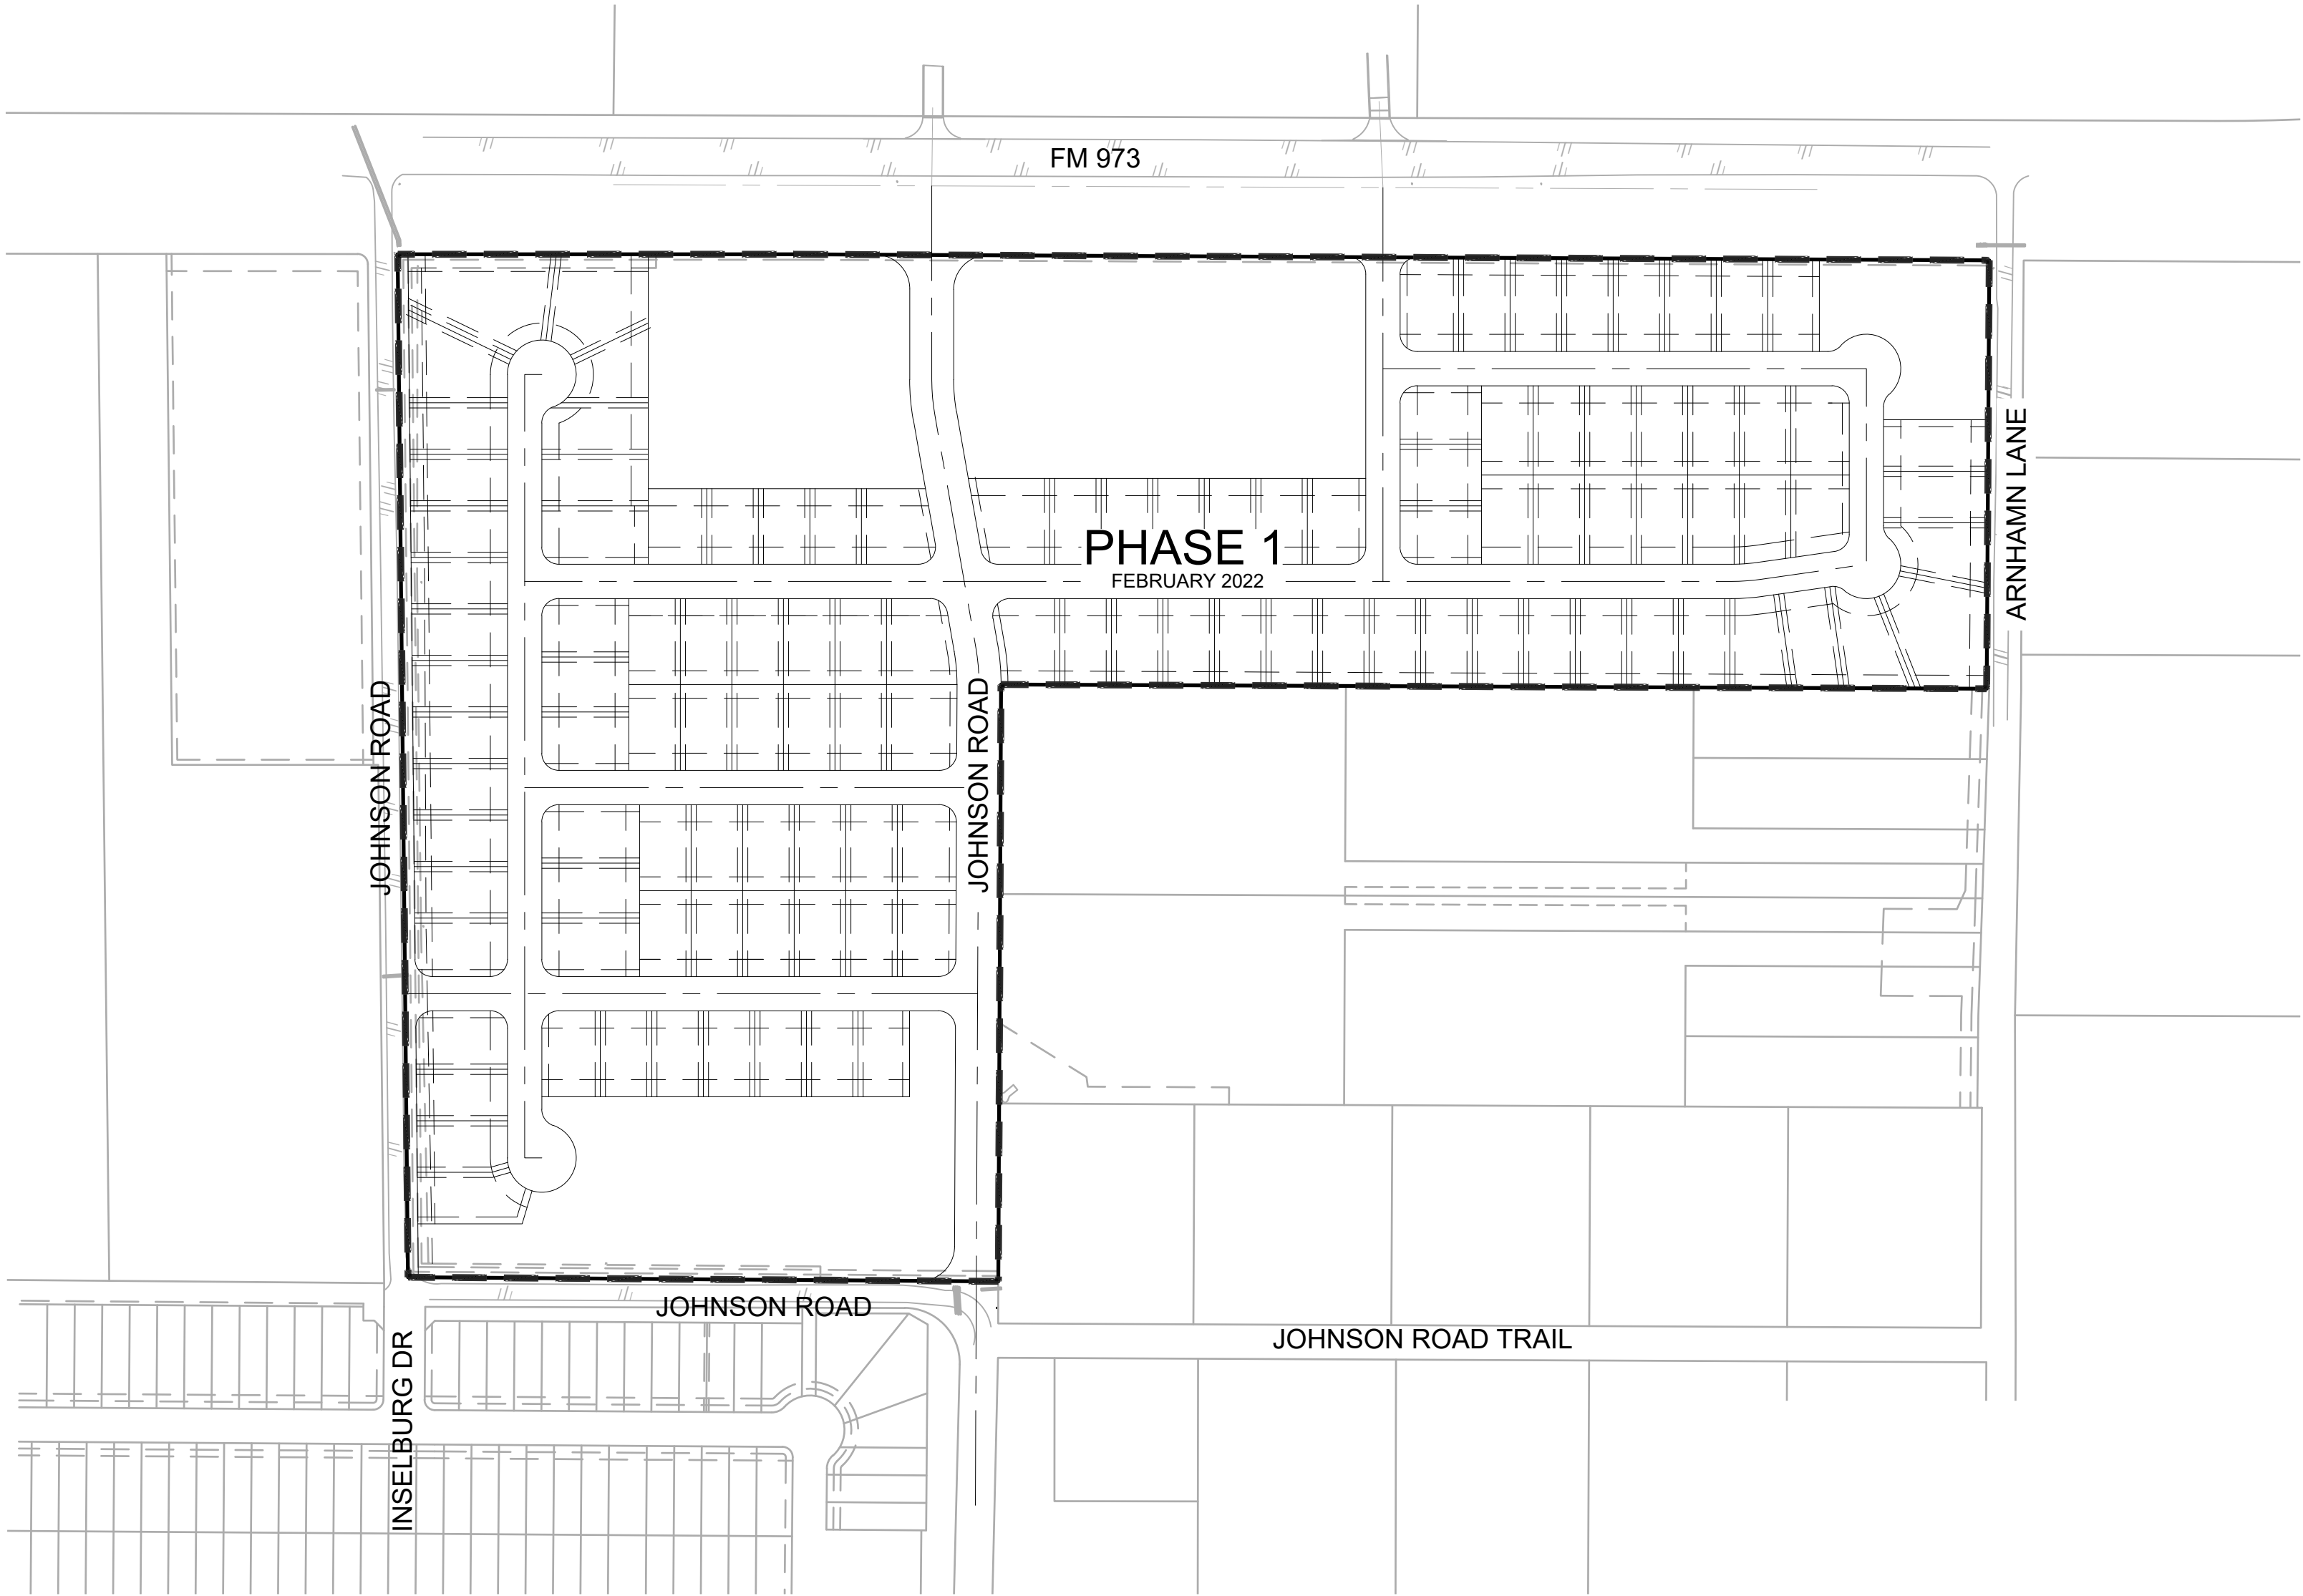 FM 973
PHASE 1
FEBRUARY 2022
ARNHAMN LANE
JOHNSON ROAD
JOHNSON ROAD
JOHNSON ROAD
JOHNSON ROAD TRAIL
INSELBURG DR